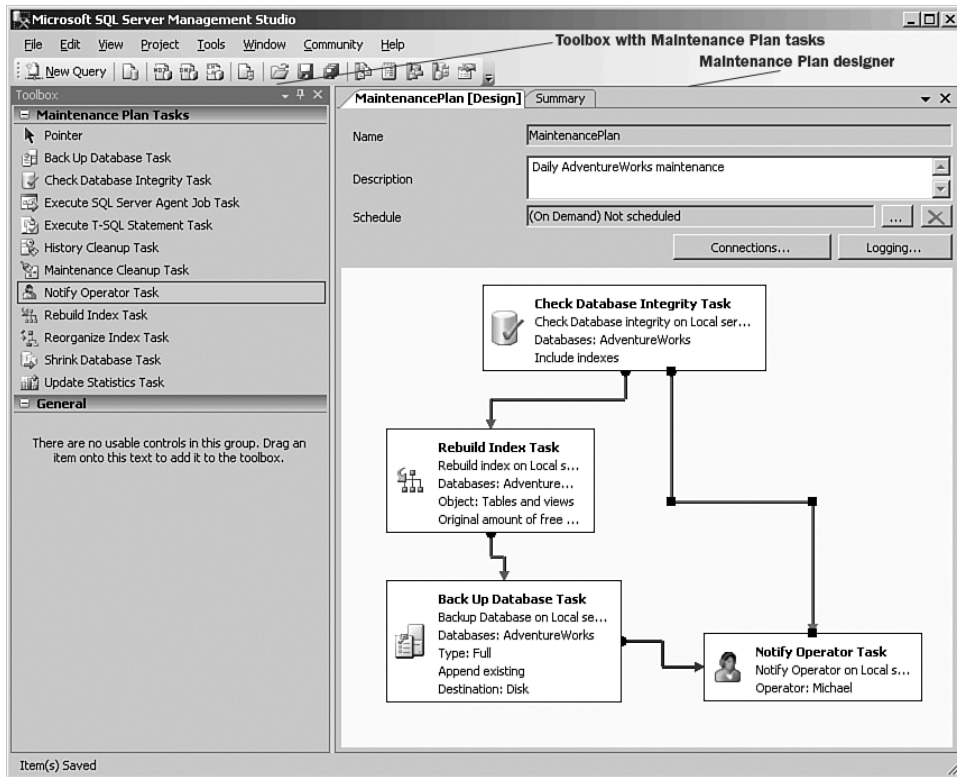 Microsoft SQL Server Management Studio
File Edit View Project Tools Window Community Help
Toolbox with Maintenance Plan tasks
New Query
Maintenance Plan designer
Toolbox
Maintenance Plan Tasks
Pointer
Back Up Database Task
Check Database Integrity Task
Execute SQL Server Agent Job Task
Execute T-SQL Statement Task
History Cleanup Task
Maintenance Cleanup Task
Notify Operator Task
Rebuild Index Task
Reorganize Index Task
Shrink Database Task
Update Statistics Task
General
There are no usable controls in this group. Drag an
item onto this text to add it to the toolbox.
MaintenancePlan [Design] Summary
Name MaintenancePlan
Description Daily AdventureWorks maintenance
Schedule (On Demand) Not scheduled ...
Connections... Logging...
Check Database Integrity Task
Check Database integrity on Local ser...
Databases: AdventureWorks
Include indexes
Rebuild Index Task
Rebuild index on Local s...
Databases: Adventure...
Object: Tables and views
Original amount of free ...
Back Up Database Task
Backup Database on Local se...
Databases: AdventureWorks
Type: Full
Append existing
Destination: Disk
Notify Operator Task
Notify Operator on Local s...
Operator: Michael
Item(s) Saved